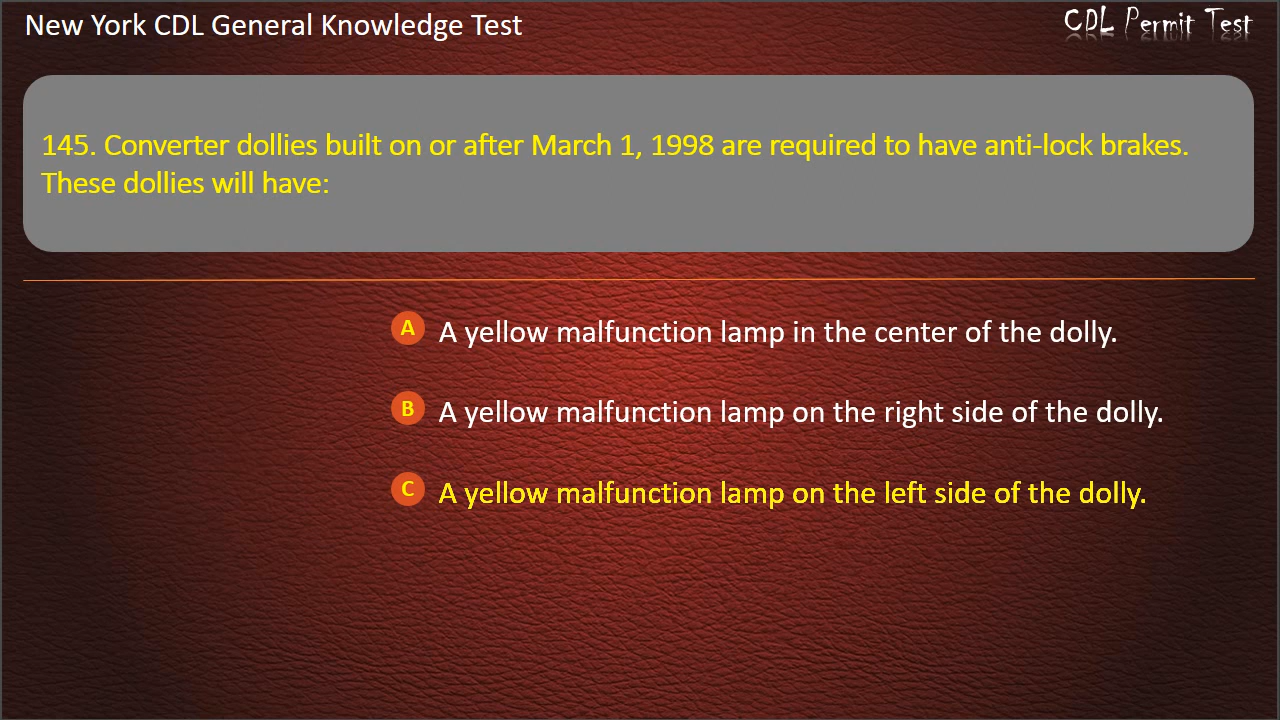 New York CDL General Knowledge Test
CDL Permit Test
145. Converter dollies built on or after March 1, 1998 are required to have anti-lock brakes.
These dollies will have:
A A yellow malfunction lamp in the center of the dolly.
B A yellow malfunction lamp on the right side of the dolly.
C A yellow malfunction lamp on the left side of the dolly.